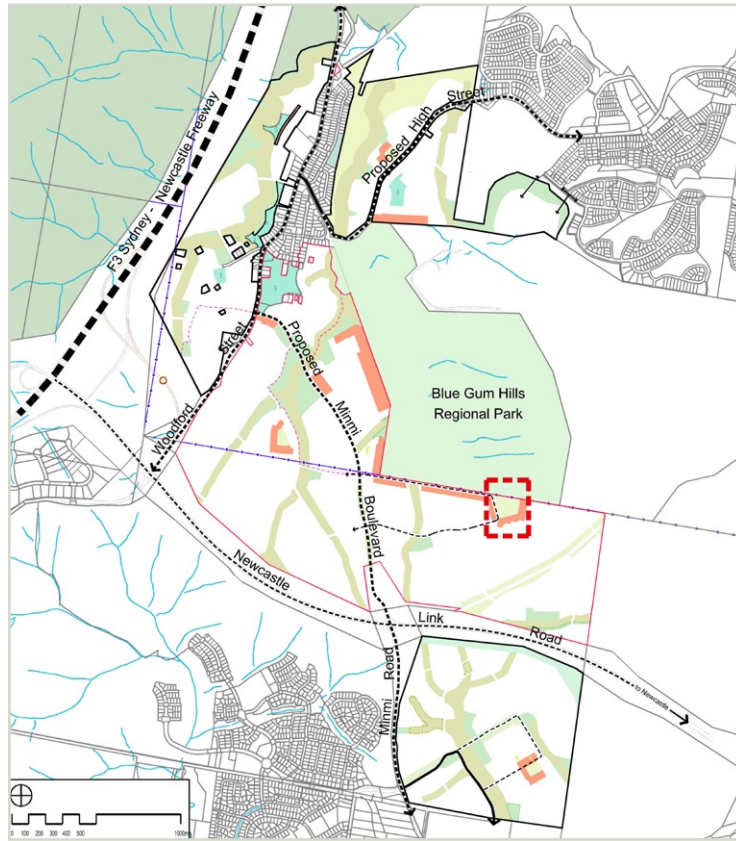 F3 Sydney - Newcastle Freeway
Proposed High Street
Blue Gum Hills
Regional Park
Woodford Street
Proposed Minmi Boulevard
Newcastle Link Road
to Newcastle
Minmi Road
0 100 200 300 400 500 1000m